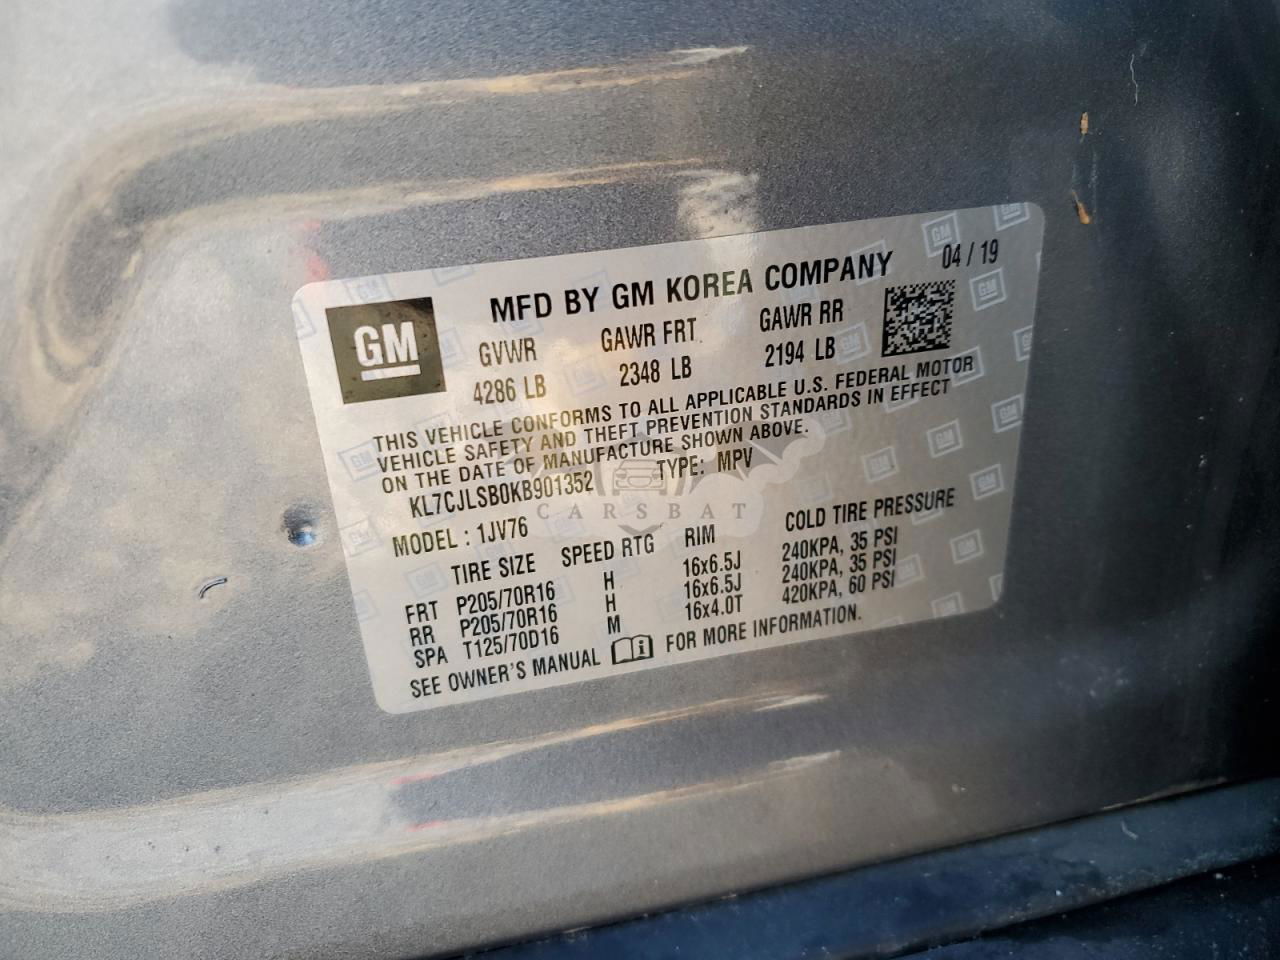 MFD BY GM KOREA COMPANY 04 / 19
GM
GVWR GAWR FRT GAWR RR
4286 LB 2348 LB 2194 LB
THIS VEHICLE CONFORMS TO ALL APPLICABLE U.S. FEDERAL MOTOR
VEHICLE SAFETY AND THEFT PREVENTION STANDARDS IN EFFECT
ON THE DATE OF MANUFACTURE SHOWN ABOVE.
KL7CJLSB0KB901352 TYPE: MPV
CARSBAT
MODEL : 1JV76
TIRE SIZE SPEED RTG RIM COLD TIRE PRESSURE
FRT P205/70R16 H 16x6.5J 240KPA, 35 PSI
RR P205/70R16 H 16x6.5J 240KPA, 35 PSI
SPA T125/70D16 M 16x4.0T 420KPA, 60 PSI
SEE OWNER'S MANUAL FOR MORE INFORMATION.